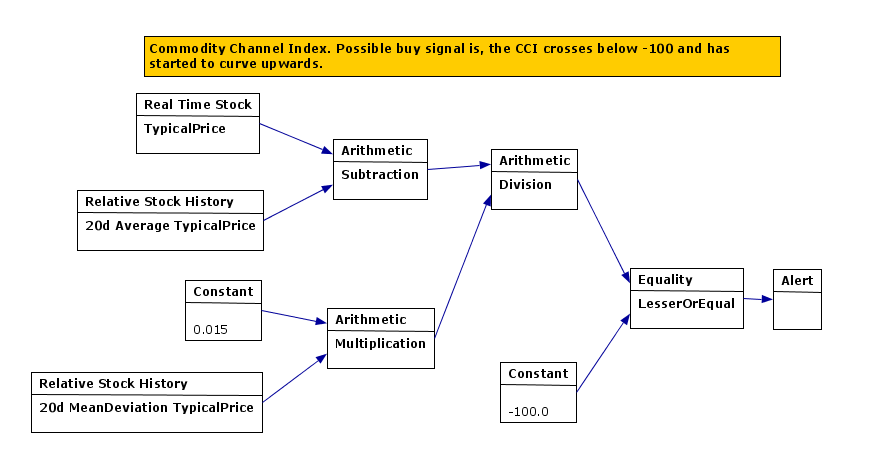 Commodity Channel Index. Possible buy signal is, the CCI crosses below -100 and has
started to curve upwards.
Real Time Stock
TypicalPrice
Arithmetic
Subtraction
Arithmetic
Division
Relative Stock History
20d Average TypicalPrice
Equality
LesserOrEqual
Alert
Constant
0.015
Arithmetic
Multiplication
Relative Stock History
20d MeanDeviation TypicalPrice
Constant
-100.0